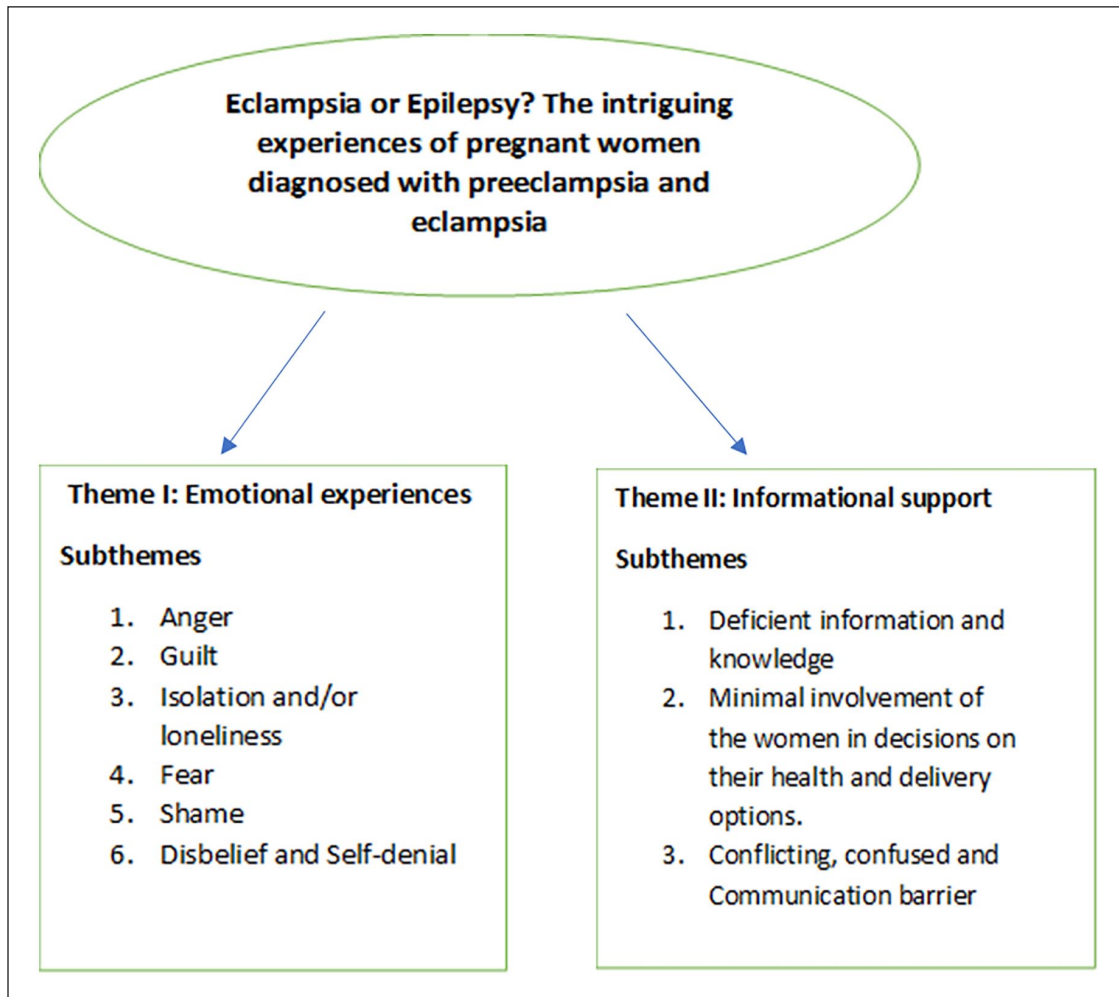 Eclampsia or Epilepsy? The intriguing
experiences of pregnant women
diagnosed with preeclampsia and
eclampsia
Theme I: Emotional experiences
Subthemes
1. Anger
2. Guilt
3. Isolation and/or
loneliness
4. Fear
5. Shame
6. Disbelief and Self-denial
Theme II: Informational support
Subthemes
1. Deficient information and
knowledge
2. Minimal involvement of
the women in decisions on
their health and delivery
options.
3. Conflicting, confused and
Communication barrier